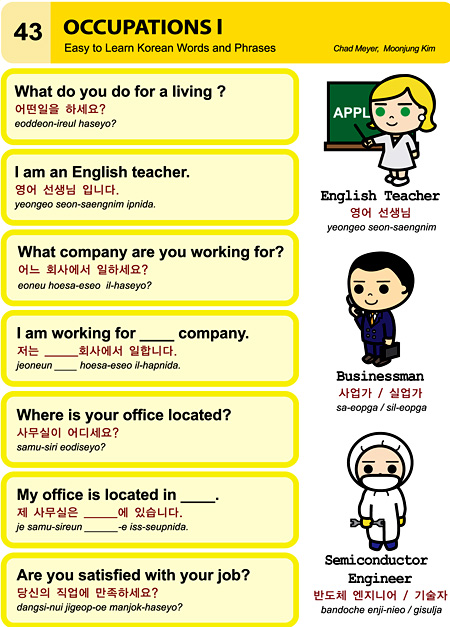 43
OCCUPATIONS I
Easy to Learn Korean Words and Phrases
Chad Meyer, Moonjung Kim
What do you do for a living ?
어떤일을 하세요?
eoddeon-ireul haseyo?
I am an English teacher.
영어 선생님 입니다.
yeongeo seon-saengnim ipnida.
What company are you working for?
어느 회사에서 일하세요?
eoneu hoesa-eseo il-haseyo?
I am working for ____ company.
저는 _____회사에서 일합니다.
jeoneun ____ hoesa-eseo il-hapnida.
Where is your office located?
사무실이 어디세요?
samu-siri eodiseyo?
My office is located in ____.
제 사무실은 _____에 있습니다.
je samu-sireun ______-e iss-seupnida.
Are you satisfied with your job?
당신의 직업에 만족하세요?
dangsi-nui jigeop-oe manjok-haseyo?
APPL
English Teacher
영어 선생님
yeongeo seon-saengnim
Businessman
사업가 / 실업가
sa-eopga / sil-eopga
Semiconductor
Engineer
반도체 엔지니어 / 기술자
bandoche enji-nieo / gisulja